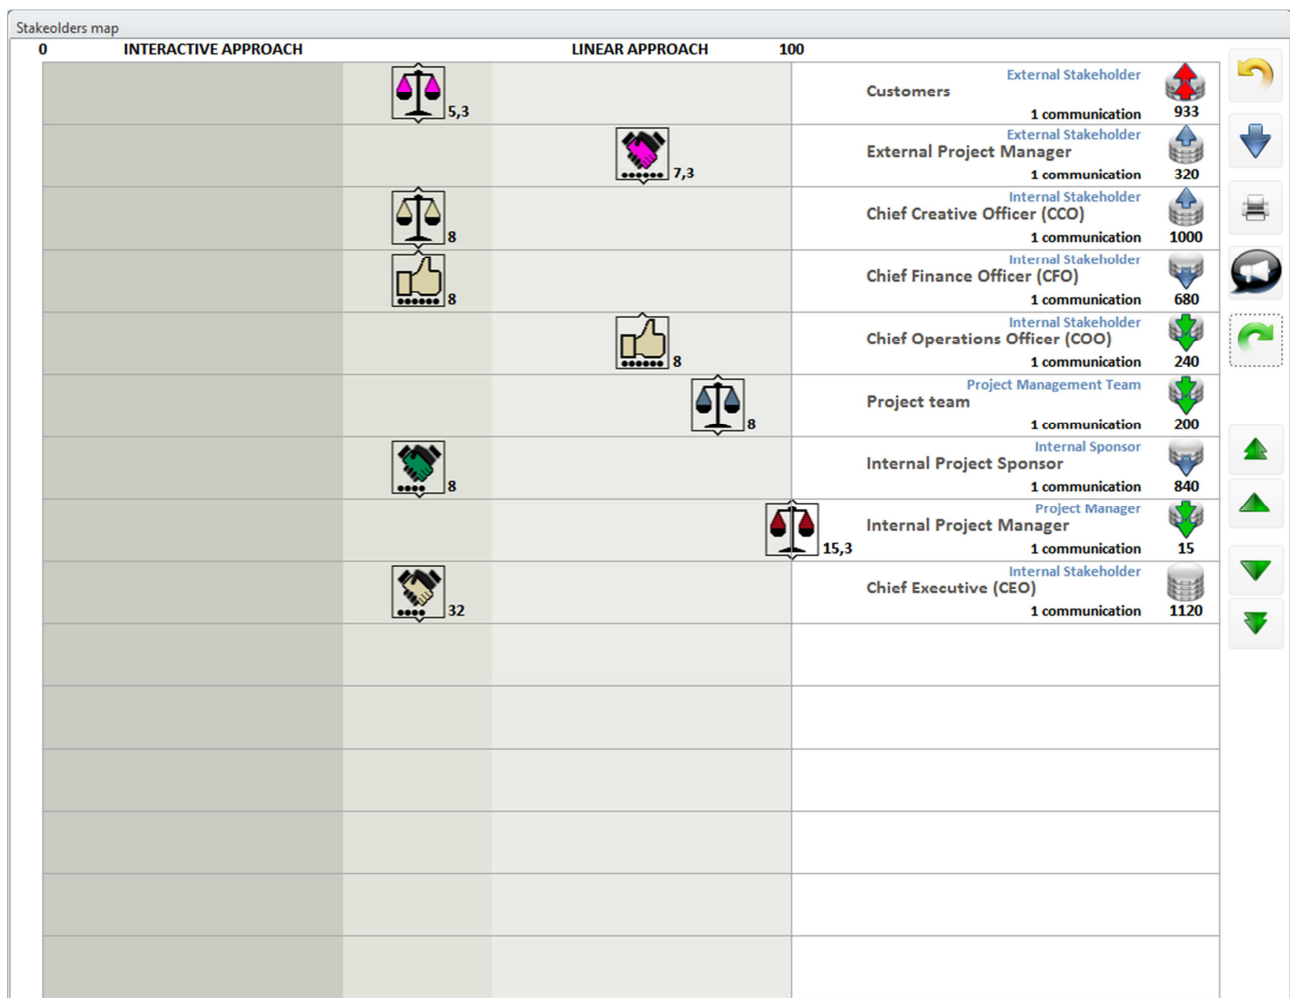 Stakeolders map
0 INTERACTIVE APPROACH LINEAR APPROACH 100
External Stakeholder
Customers
5,3 1 communication 933
External Stakeholder
External Project Manager
7,3 1 communication 320
Internal Stakeholder
Chief Creative Officer (CCO)
8 1 communication 1000
Internal Stakeholder
Chief Finance Officer (CFO)
8 1 communication 680
Internal Stakeholder
Chief Operations Officer (COO)
8 1 communication 240
Project Management Team
Project team
8 1 communication 200
Internal Sponsor
Internal Project Sponsor
8 1 communication 840
Project Manager
Internal Project Manager
15,3 1 communication 15
Internal Stakeholder
Chief Executive (CEO)
32 1 communication 1120